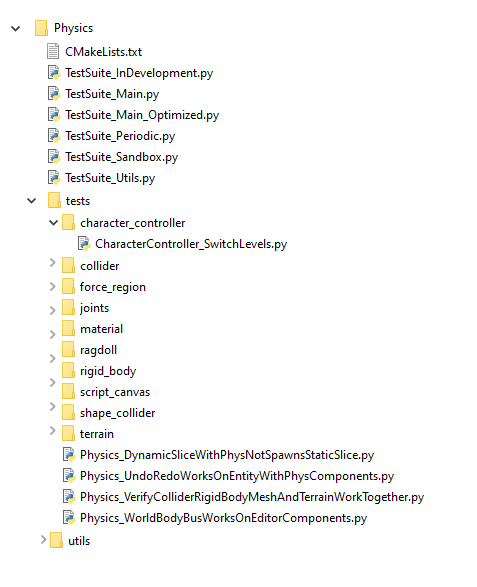 Physics
CMakeLists.txt
TestSuite_InDevelopment.py
TestSuite_Main.py
TestSuite_Main_Optimized.py
TestSuite_Periodic.py
TestSuite_Sandbox.py
TestSuite_Utils.py
tests
character_controller
CharacterController_SwitchLevels.py
collider
force_region
joints
material
ragdoll
rigid_body
script_canvas
shape_collider
terrain
Physics_DynamicSliceWithPhysNotSpawnsStaticSlice.py
Physics_UndoRedoWorksOnEntityWithPhysComponents.py
Physics_VerifyColliderRigidBodyMeshAndTerrainWorkTogether.py
Physics_WorldBodyBusWorksOnEditorComponents.py
utils